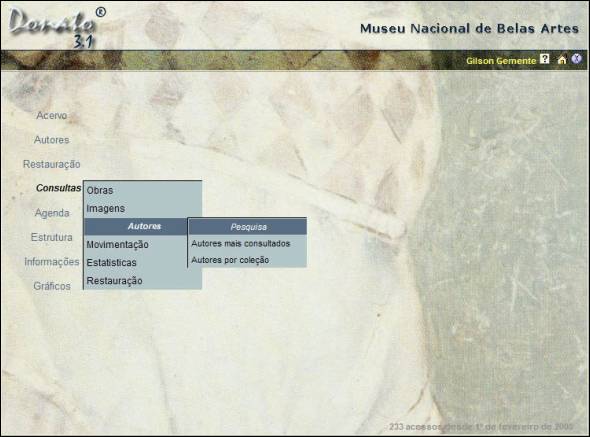 Donato®
3.1
Museu Nacional de Belas Artes
Gilson Gemente ? X
Acervo
Autores
Restauração
Consultas
Agenda
Estrutura
Informações
Gráficos
Obras
Imagens
Autores
Movimentação
Estatisticas
Restauração
Pesquisa
Autores mais consultados
Autores por coleção
233 acessos desde 1º de fevereiro de 2005